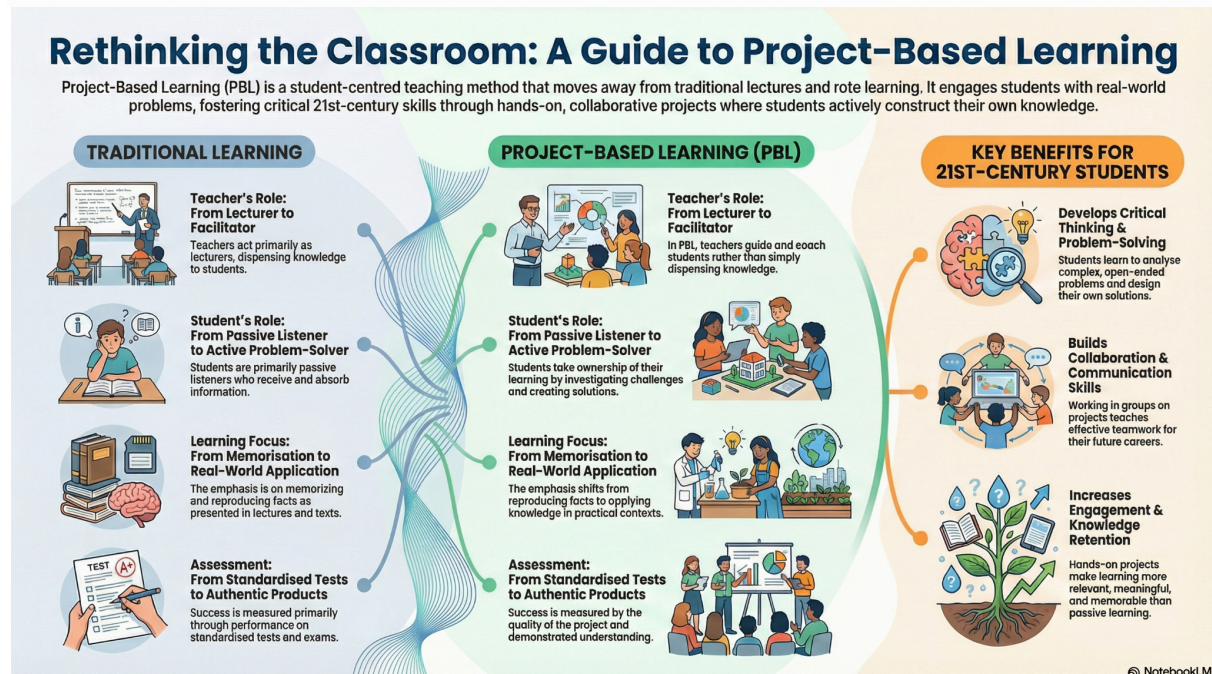 Rethinking the Classroom: A Guide to Project-Based Learning
Project-Based Learning (PBL) is a student-centred teaching method that moves away from traditional lectures and rote learning. It engages students with real-world
problems, fostering critical 21st-century skills through hands-on, collaborative projects where students actively construct their own knowledge.
TRADITIONAL LEARNING
Teacher's Role:
From Lecturer to
Facilitator
Teachers act primarily as
lecturers, dispensing knowledge
to students.
Student's Role:
From Passive Listener
to Active Problem-Solver
Students are primarily passive
listeners who receive and absorb
information.
Learning Focus:
From Memorisation to
Real-World Application
The emphasis is on memorizing
and reproducing facts as
presented in lectures and texts.
TEST
A+
Assessment:
From Standardised Tests
to Authentic Products
Success is measured primarily
through performance on
standardised tests and exams.
PROJECT-BASED LEARNING (PBL)
Teacher's Role:
From Lecturer to
Facilitator
In PBL, teachers guide and eoach
students rather than simply
dispensing knowledge.
Student's Role:
From Passive Listener to
Active Problem-Solver
Students take ownership of their
learning by investigating challenges
and creating solutions.
Learning Focus:
From Memorisation to
Real-World Application
The emphasis shifts from
reproducing facts to applying
knowledge in practical contexts.
Assessment:
From Standardised Tests
to Authentic Products
Success is measured by the
quality of the project and
demonstrated understanding.
KEY BENEFITS FOR
21ST-CENTURY STUDENTS
Develops Critical
Thinking &
Problem-Solving
Students learn to analyse
complex, open-ended
problems and design
their own solutions.
Builds
Collaboration &
Communication
Skills
Working in groups on
projects teaches
effective teamwork for
their future careers.
Increases
Engagement &
Knowledge
Retention
Hands-on projects
make learning more
relevant, meaningful,
and memorable than
passive learning.
NotebookLM